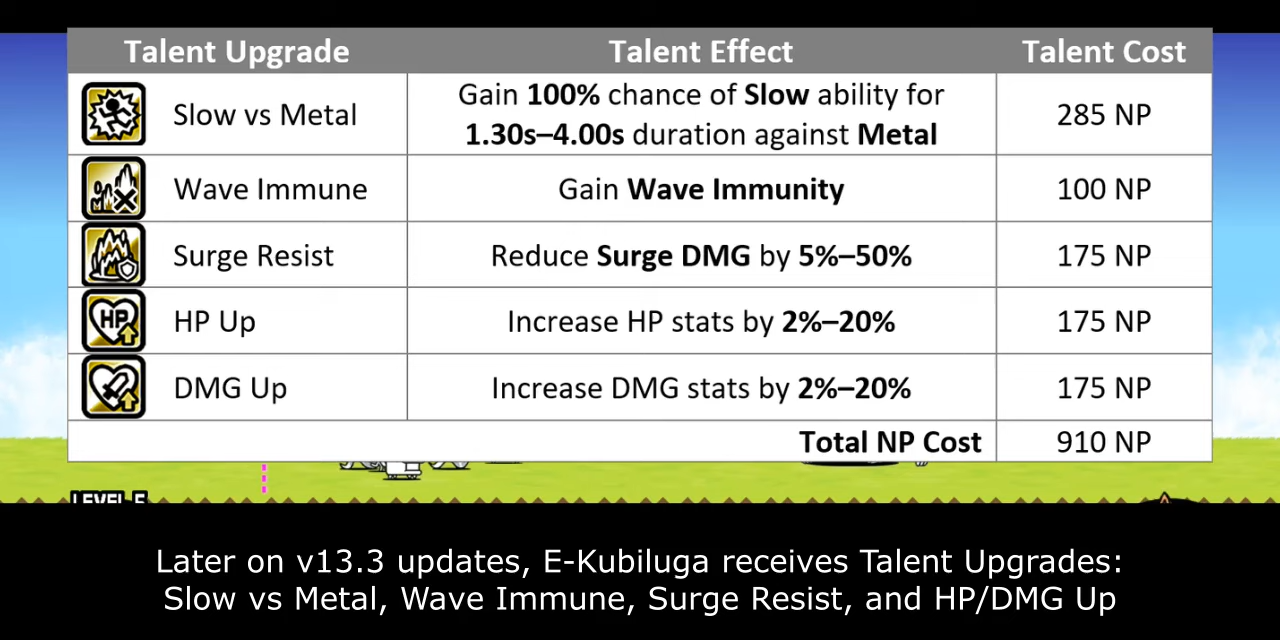 Talent Upgrade Talent Effect Talent Cost
Slow vs Metal Gain 100% chance of Slow ability for 285 NP
1.30s–4.00s duration against Metal
Wave Immune Gain Wave Immunity 100 NP
Surge Resist Reduce Surge DMG by 5%–50% 175 NP
HP
HP Up Increase HP stats by 2%–20% 175 NP
DMG Up Increase DMG stats by 2%–20% 175 NP
Total NP Cost 910 NP
LEVEL 5
Later on v13.3 updates, E-Kubiluga receives Talent Upgrades:
Slow vs Metal, Wave Immune, Surge Resist, and HP/DMG Up